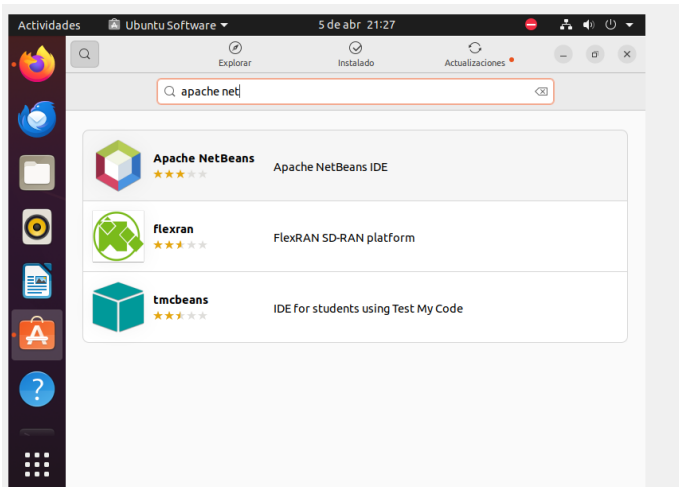 Actividades Ubuntu Software 5 de abr 21:27
Explorar Instalado Actualizaciones
apache net
Apache NetBeans
Apache NetBeans IDE
flexran
FlexRAN SD-RAN platform
tmcbeans
IDE for students using Test My Code